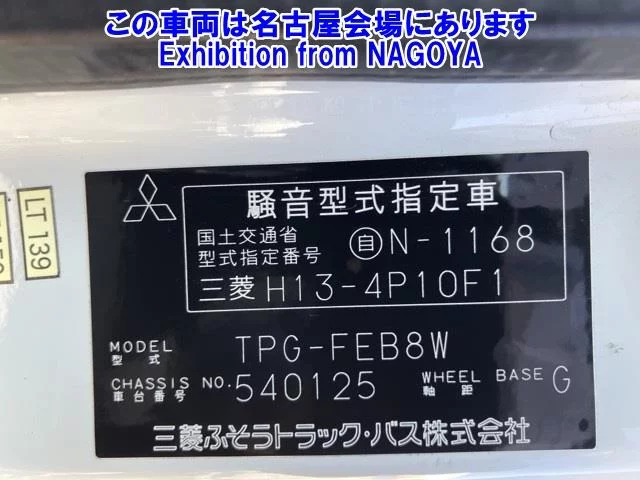 この車両は名古屋会場にあります
Exhibition from NAGOYA
LT 139
騒音型式指定車
国土交通省
型式指定番号 自 N-1168
三菱 H13-4P10F1
MODEL
型式 TPG-FEB8W
CHASSIS NO. 540125 WHEEL BASE G
車台番号 軸距
三菱ふそうトラック・バス株式会社